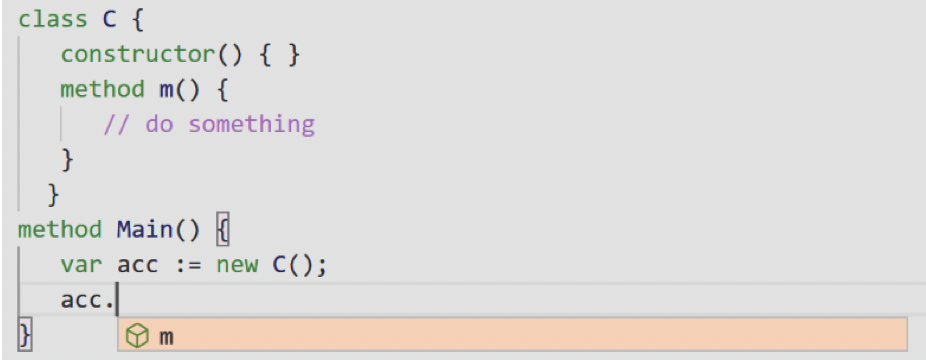 class C {
constructor() { }
method m() {
// do something
}
}
method Main() {
var acc := new C();
acc.
}
m